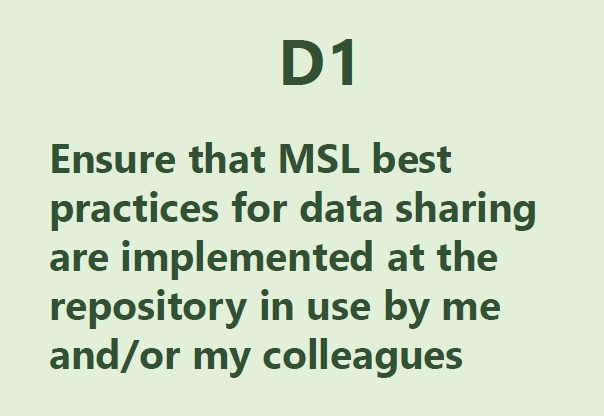 D1
Ensure that MSL best
practices for data sharing
are implemented at the
repository in use by me
and/or my colleagues